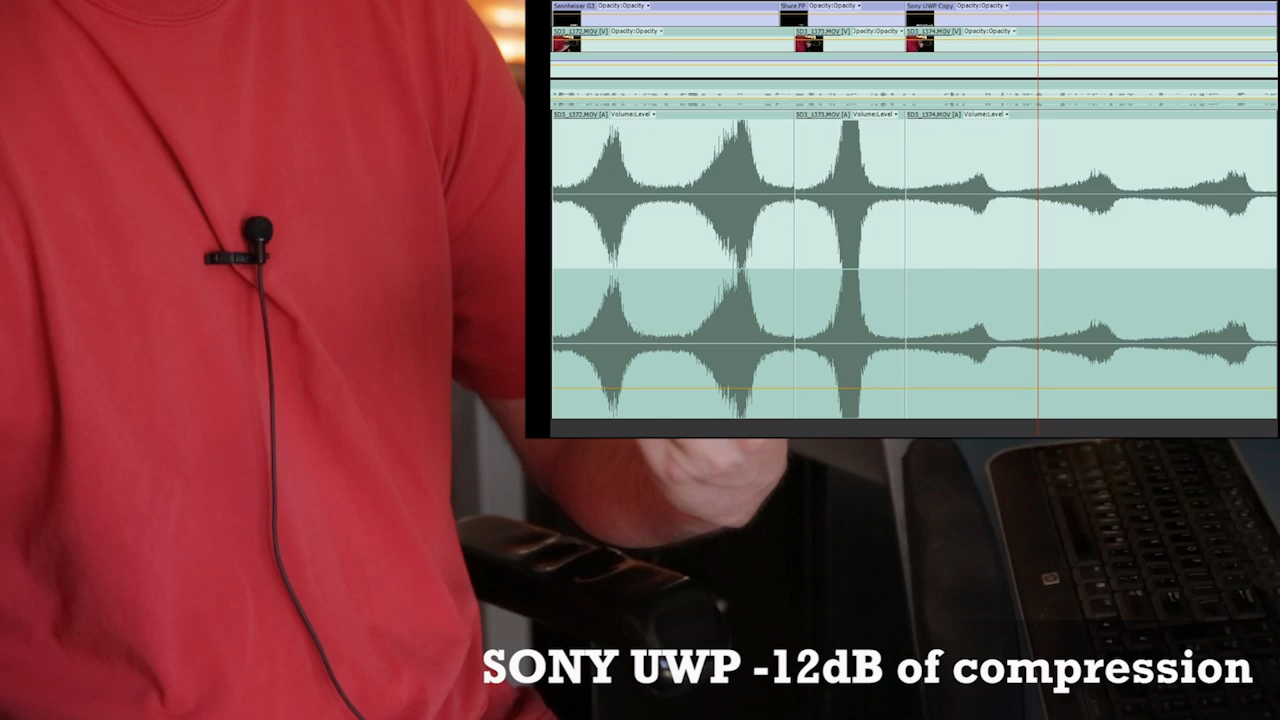 Sennheiser G3 Opacity:Opacity
Shure FP Opacity:Opacity
Sony UWP Copy Opacity:Opacity
SD3_1372.MOV [V] Opacity:Opacity
SD3_1373.MOV [V] Opacity:Opacity
SD3_1374.MOV [V] Opacity:Opacity
SD3_1372.MOV [A] Volume:Level
SD3_1373.MOV [A] Volume:Level
SD3_1374.MOV [A] Volume:Level
SONY UWP -12dB of compression